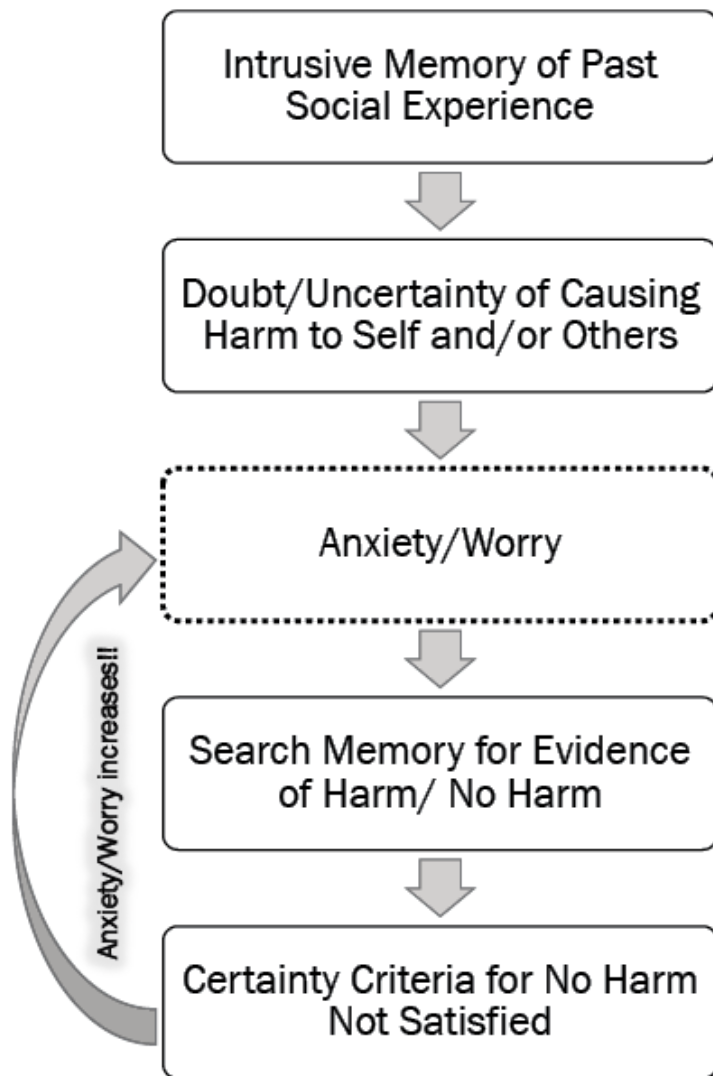 Intrusive Memory of Past
Social Experience
Doubt/Uncertainty of Causing
Harm to Self and/or Others
Anxiety/Worry
Anxiety/Worry increases!!
Search Memory for Evidence
of Harm/ No Harm
Certainty Criteria for No Harm
Not Satisfied